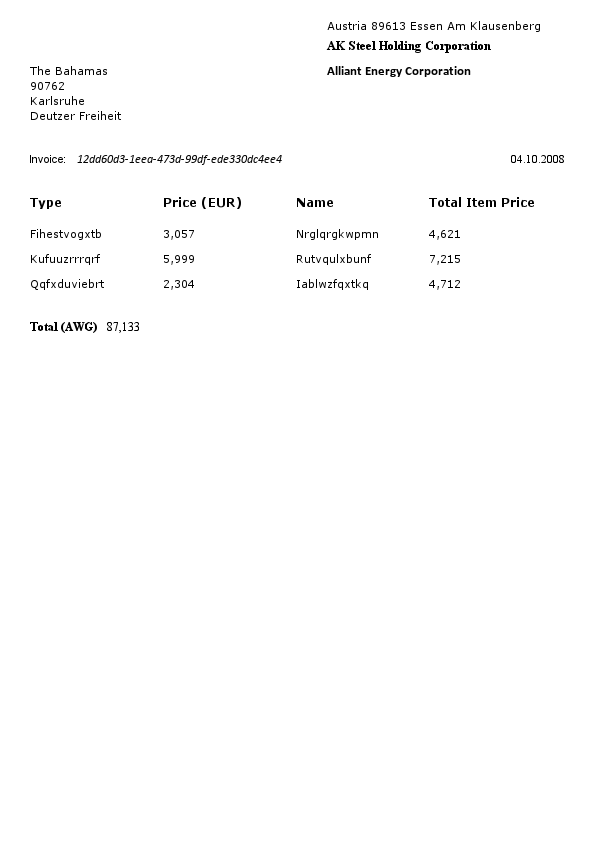 Austria 89613 Essen Am Klausenberg
AK Steel Holding Corporation
The Bahamas Alliant Energy Corporation
90762
Karlsruhe
Deutzer Freiheit
Invoice: 12dd60d3-1eea-473d-99df-ede330dc4ee4 04.10.2008
Type Price (EUR) Name Total Item Price
Fihestvogxtb 3,057 Nrglqrgkwpmn 4,621
Kufuuzrrrqrf 5,999 Rutvqulxbunf 7,215
Qqfxduviebrt 2,304 Iablwzfqxtkq 4,712
Total (AWG) 87,133